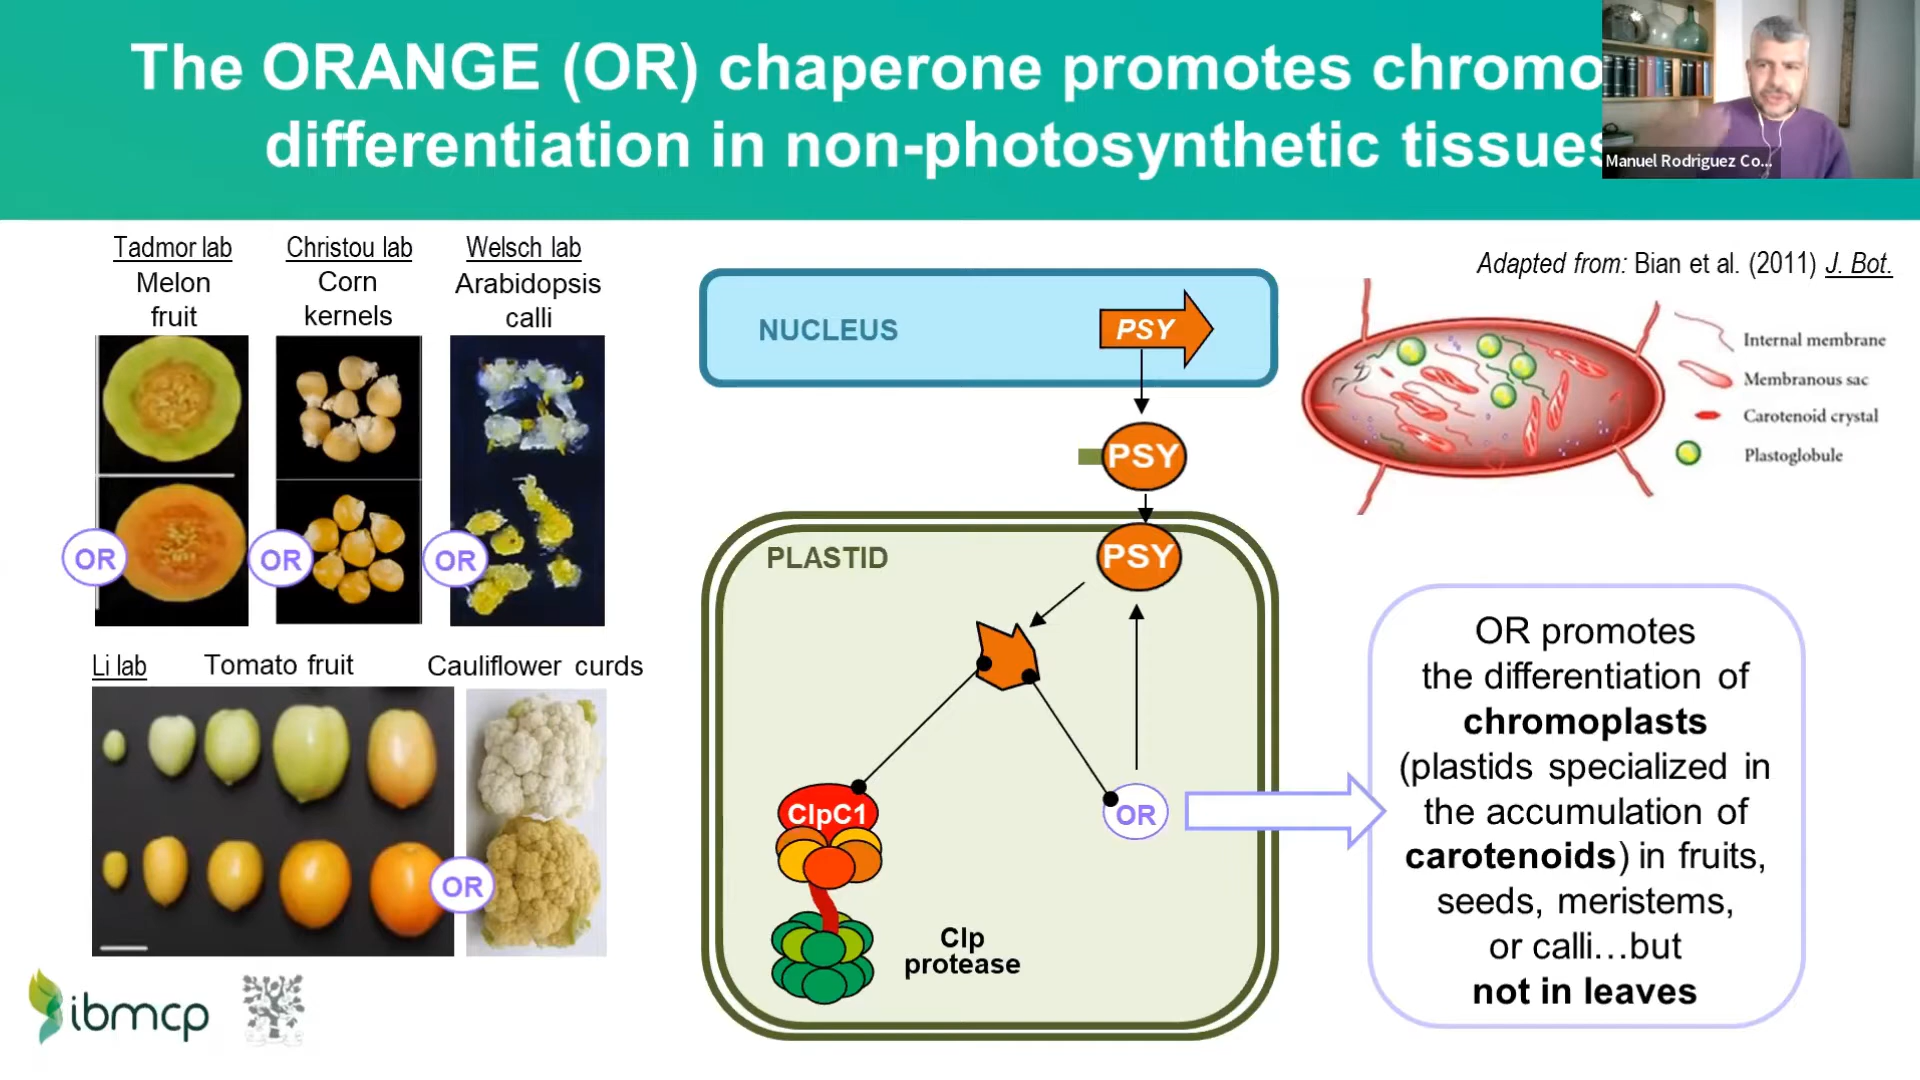 The ORANGE (OR) chaperone promotes chromo
differentiation in non-photosynthetic tissues
Manuel Rodriguez Co...
Tadmor lab
Melon
fruit
Christou lab
Corn
kernels
Welsch lab
Arabidopsis
calli
OR
OR
OR
Li lab
Tomato fruit
Cauliflower curds
OR
ibmcp
NUCLEUS
PSY
PSY
PLASTID
PSY
ClpC1
OR
Clp
protease
Adapted from: Bian et al. (2011) J. Bot.
Internal membrane
Membranous sac
Carotenoid crystal
Plastoglobule
OR promotes
the differentiation of
chromoplasts
(plastids specialized in
the accumulation of
carotenoids) in fruits,
seeds, meristems,
or calli...but
not in leaves